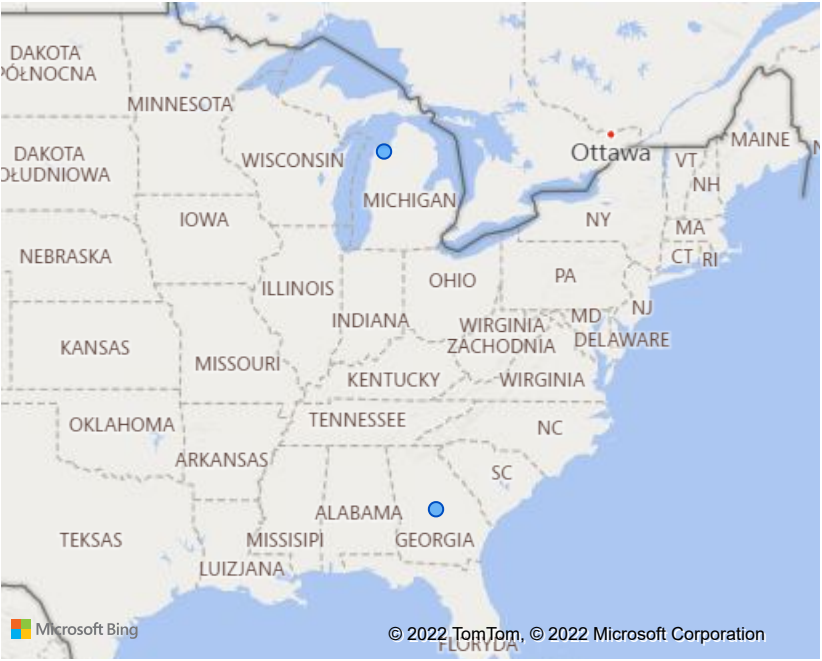 DAKOTA
PÓŁNOCNA
MINNESOTA
Ottawa
MAINE
VT
WISCONSIN
DAKOTA
OŁUDNIOWA
NH
MICHIGAN
IOWA
NY
MA
NEBRASKA
CT
RI
ILLINOIS
OHIO
PA
NJ
INDIANA
MD
WIRGINIA
ZACHODNIA
DELAWARE
KANSAS
MISSOURI
KENTUCKY
WIRGINIA
OKLAHOMA
TENNESSEE
NC
ARKANSAS
SC
ALABAMA
TEKSAS
MISSISIPI
GEORGIA
LUIZJANA
Microsoft Bing
© 2022 TomTom, © 2022 Microsoft Corporation
FLORYDA